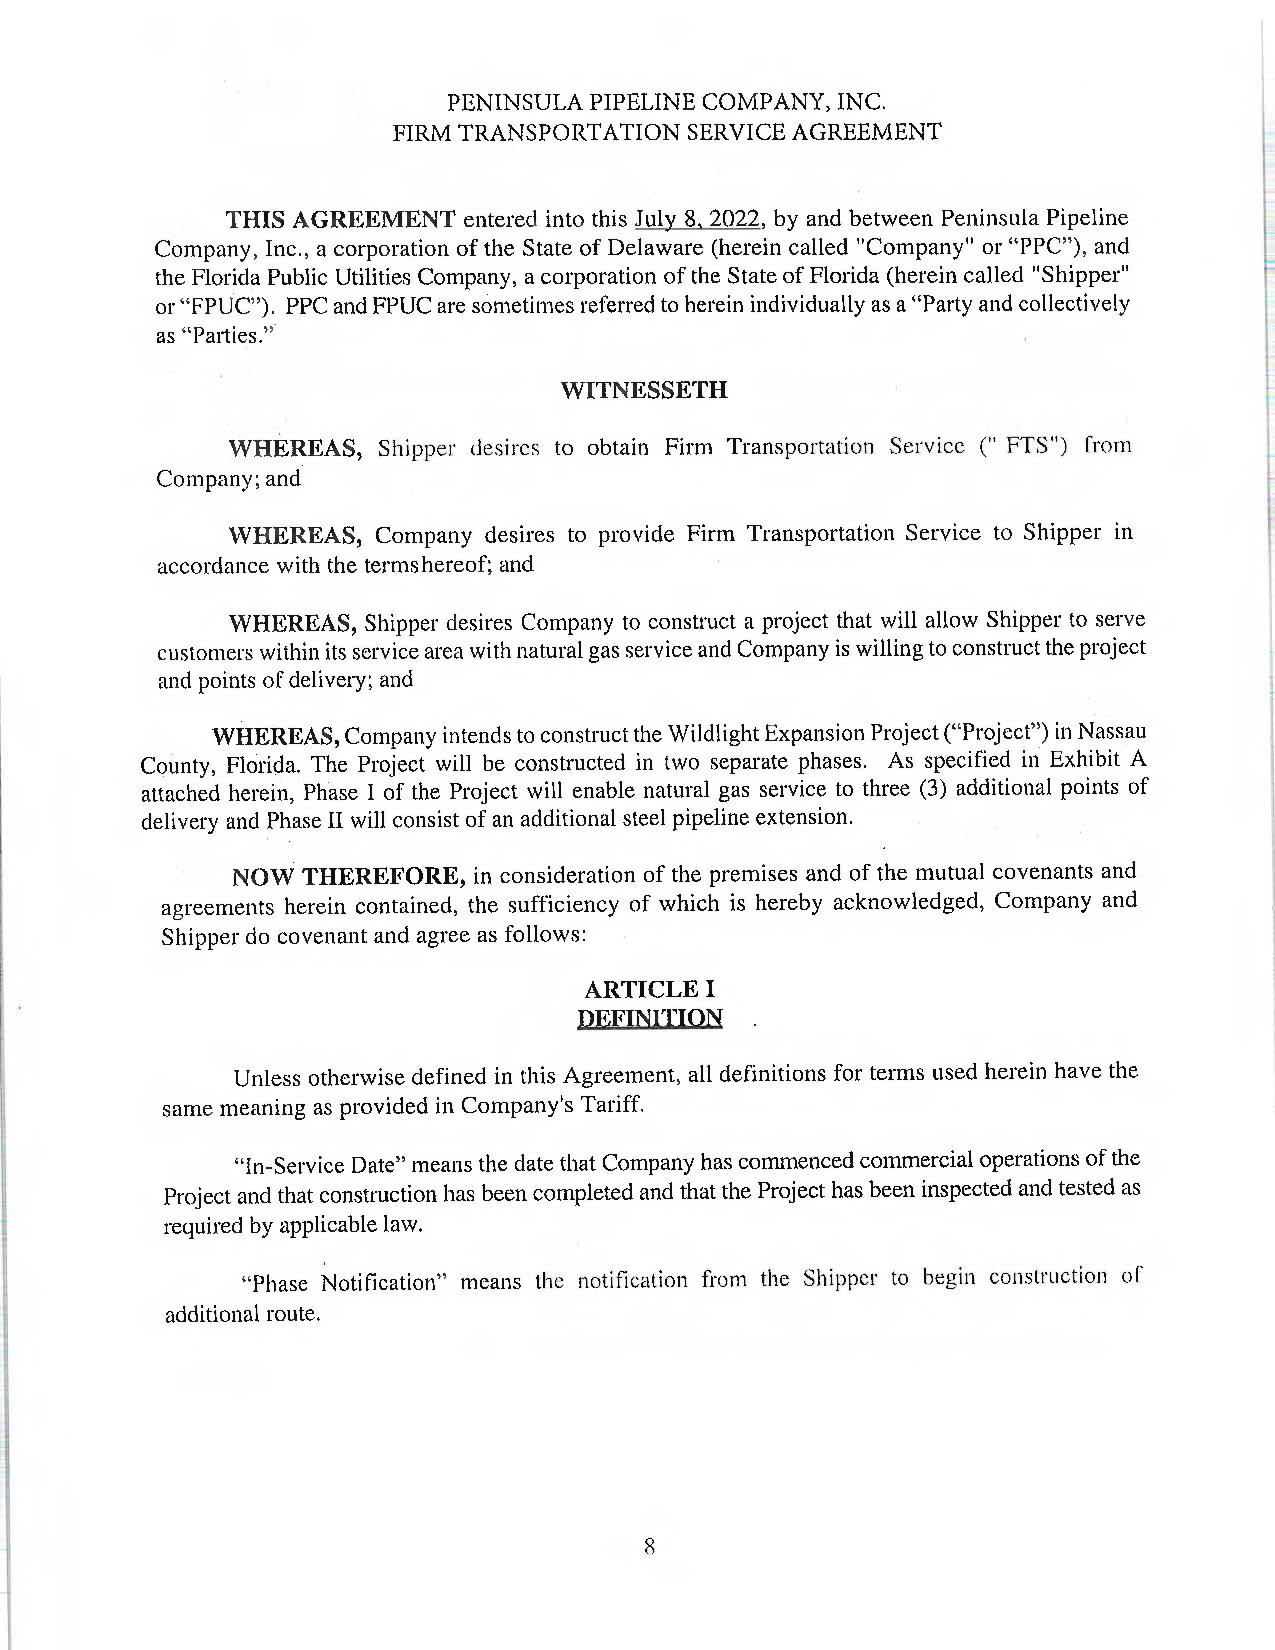 PENINSULA PIPELINE COMPANY, INC.
FIRM TRANSPORTATION SERVICE AGREEMENT
THIS AGREEMENT entered into this July 8, 2022, by and between Peninsula Pipeline
Company, Inc., a corporation of the State of Delaware (herein called "Company" or “PPC”), and
the Florida Public Utilities Company, a corporation of the State of Florida (herein called "Shipper"
or “FPUC”). PPC and FPUC are sometimes referred to herein individually as a “Party and collectively
as “Parties.”
WITNESSETH
WHEREAS, Shipper desires to obtain Firm Transportation Service (" FTS") from
Company; and
WHEREAS, Company desires to provide Firm Transportation Service to Shipper in
accordance with the terms hereof; and
WHEREAS, Shipper desires Company to construct a project that will allow Shipper to serve
customers within its service area with natural gas service and Company is willing to construct the project
and points of delivery; and
WHEREAS, Company intends to construct the Wildlight Expansion Project (“Project”) in Nassau
County, Florida. The Project will be constructed in two separate phases. As specified in Exhibit A
attached herein, Phase I of the Project will enable natural gas service to three (3) additional points of
delivery and Phase II will consist of an additional steel pipeline extension.
NOW THEREFORE, in consideration of the premises and of the mutual covenants and
agreements herein contained, the sufficiency of which is hereby acknowledged, Company and
Shipper do covenant and agree as follows:
ARTICLE I
DEFINITION
Unless otherwise defined in this Agreement, all definitions for terms used herein have the
same meaning as provided in Company's Tariff.
“In-Service Date” means the date that Company has commenced commercial operations of the
Project and that construction has been completed and that the Project has been inspected and tested as
required by applicable law.
“Phase Notification” means the notification from the Shipper to begin construction of
additional route.
8